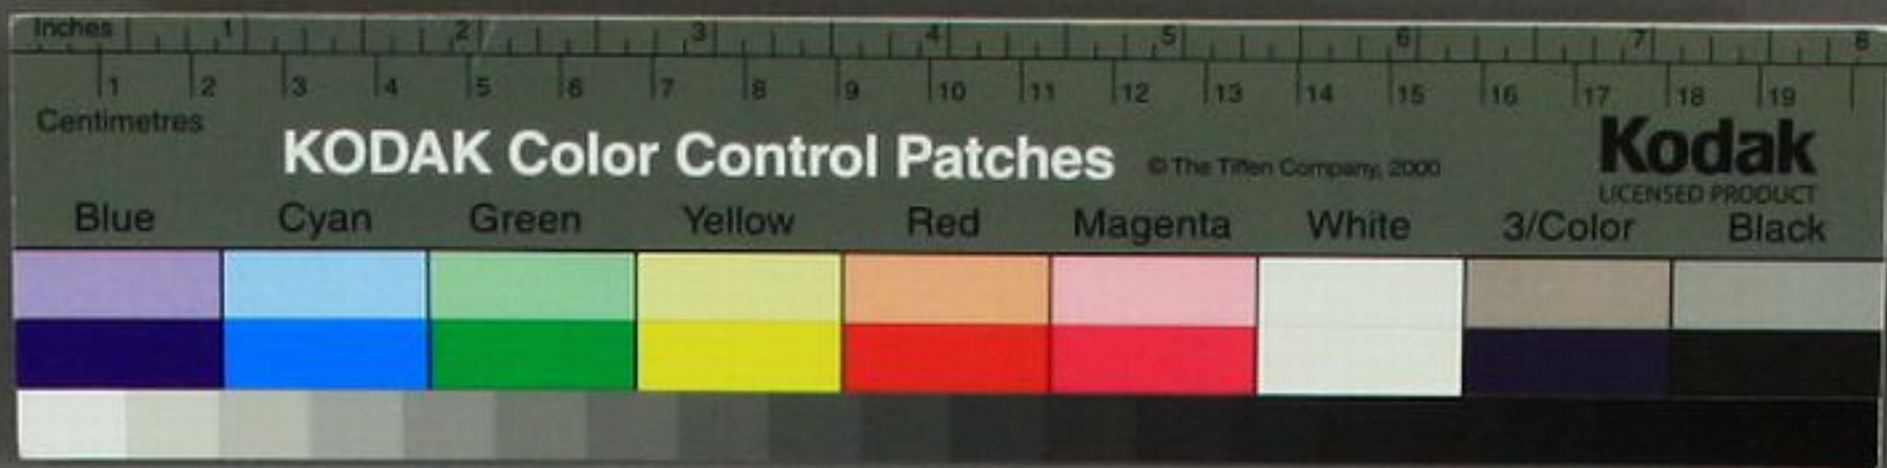 Inches 1 2 3 4 5 6 7 8
1 2 3 4 5 6 7 8 9 10 11 12 13 14 15 16 17 18 19
Centimetres
KODAK Color Control Patches © The Tiffen Company, 2000
Kodak
LICENSED PRODUCT
Blue Cyan Green Yellow Red Magenta White 3/Color Black